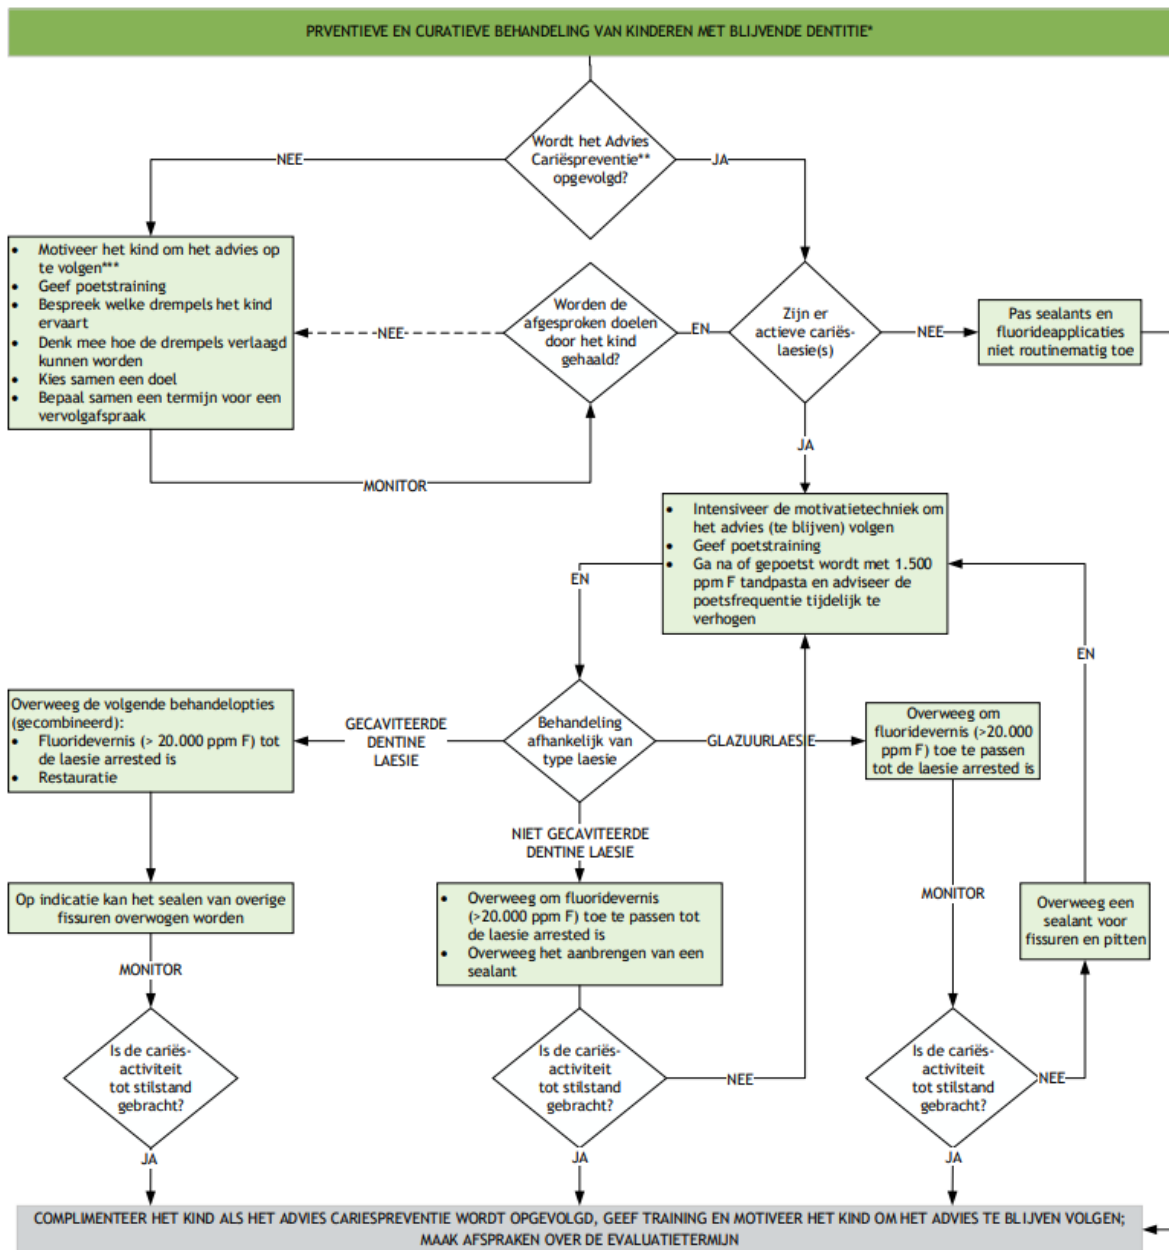 PRVENTIEVE EN CURATIEVE BEHANDELING VAN KINDEREN MET BLIJVENDE DENTITIE*
Wordt het Advies
Cariëspreventie**
opgevolgd?
NEE
JA
• Motiveer het kind om het advies op
te volgen***
• Geef poetstraining
• Bespreek welke drempels het kind
ervaart
• Denk mee hoe de drempels verlaagd
kunnen worden
• Kies samen een doel
• Bepaal samen een termijn voor een
vervolgafspraak
NEE
Worden de
afgesproken doelen
door het kind
gehaald?
EN
Zijn er
actieve cariës-
laesie(s)
NEE
Pas sealants en
fluorideapplicaties
niet routinematig toe
MONITOR
JA
• Intensiveer de motivatietechniek om
het advies (te blijven) volgen
• Geef poetstraining
• Ga na of gepoetst wordt met 1.500
ppm F tandpasta en adviseer de
poetsfrequentie tijdelijk te
verhogen
EN
EN
Overweeg de volgende behandelopties
(gecombineerd):
• Fluoridevernis (> 20.000 ppm F) tot
de laesie arrested is
• Restauratie
GECAVITEERDE
DENTINE
LAESIE
Behandeling
afhankelijk van
type laesie
GLAZUURLAESIE
Overweeg om
fluoridevernis (>20.000
ppm F) toe te passen
tot de laesie arrested is
NIET GECAVITEERDE
DENTINE LAESIE
Op indicatie kan het sealen van overige
fissuren overwogen worden
• Overweeg om fluoridevernis
(>20.000 ppm F) toe te passen tot
de laesie arrested is
• Overweeg het aanbrengen van een
sealant
MONITOR
Overweeg een
sealant voor
fissuren en pitten
MONITOR
Is de cariës-
activiteit
tot stilstand
gebracht?
Is de cariës-
activiteit
tot stilstand
gebracht?
NEE
Is de cariës-
activiteit
tot stilstand
gebracht?
NEE
JA
JA
JA
COMPLIMENTEER HET KIND ALS HET ADVIES CARIESPREVENTIE WORDT OPGEVOLGD, GEEF TRAINING EN MOTIVEER HET KIND OM HET ADVIES TE BLIJVEN VOLGEN;
MAAK AFSPRAKEN OVER DE EVALUATIETERMIJN